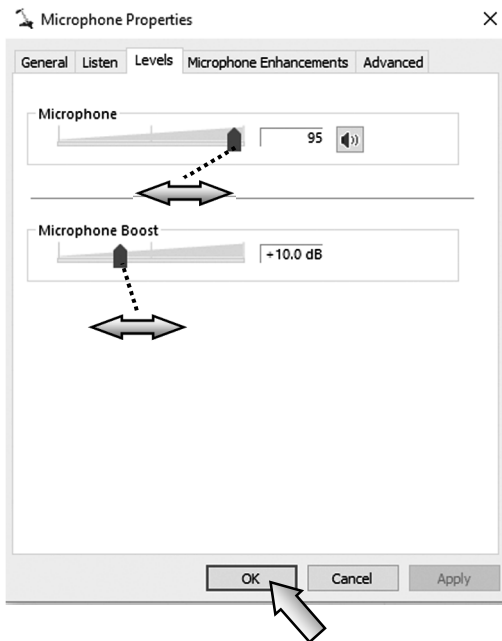 Microphone Properties
General Listen Levels Microphone Enhancements Advanced
Microphone
95
Microphone Boost
+10.0 dB
OK Cancel Apply